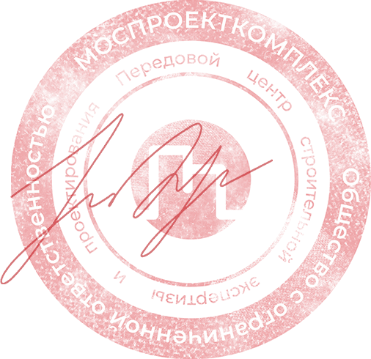 МОСПРОЕКТКОМПЛЕКС
Общество с ограниченной ответственностью
Передовой центр строительной экспертизы и проектирования